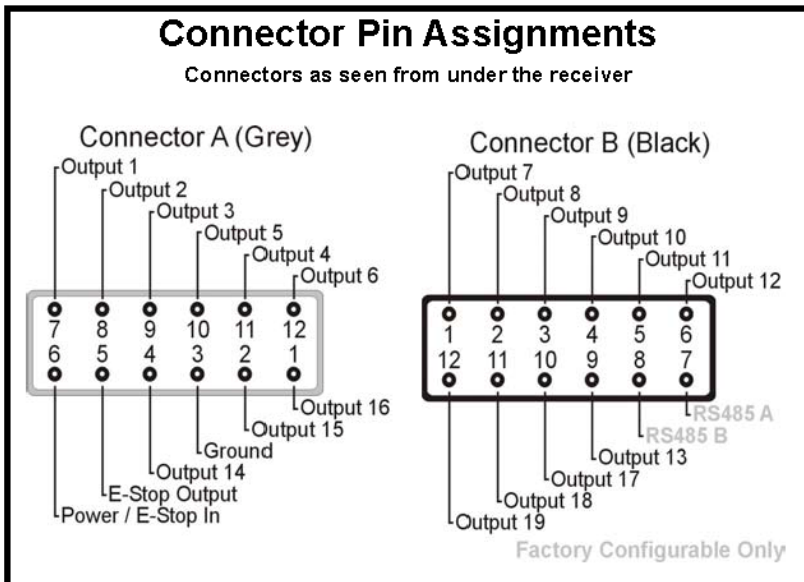 Connector Pin Assignments
Connectors as seen from under the receiver
Connector A (Grey)
Output 1
Output 2
Output 3
Output 5
Output 4
Output 6
7 8 9 10 11 12
6 5 4 3 2 1
Output 16
Output 15
Ground
Output 14
E-Stop Output
Power / E-Stop In
Connector B (Black)
Output 7
Output 8
Output 9
Output 10
Output 11
Output 12
1 2 3 4 5 6
12 11 10 9 8 7
RS485 A
RS485 B
Output 13
Output 17
Output 18
Output 19
Factory Configurable Only